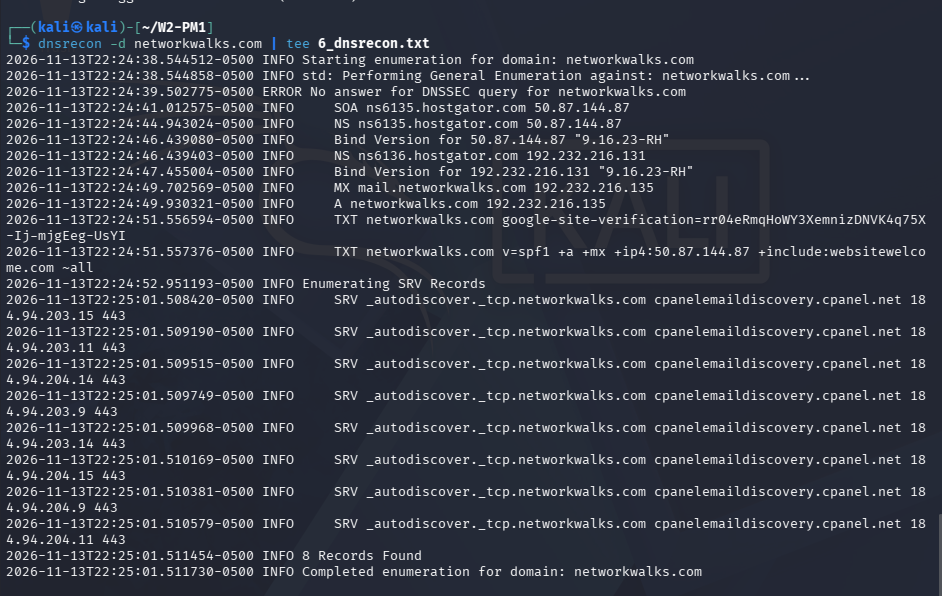 ┌──(kali㉿kali)-[~/W2-PM1]
└─$ dnsrecon -d networkwalks.com | tee 6_dnsrecon.txt
2026-11-13T22:24:38.544512-0500 INFO Starting enumeration for domain: networkwalks.com
2026-11-13T22:24:38.544858-0500 INFO std: Performing General Enumeration against: networkwalks.com...
2026-11-13T22:24:39.502775-0500 ERROR No answer for DNSSEC query for networkwalks.com
2026-11-13T22:24:41.012575-0500 INFO     SOA ns6135.hostgator.com 50.87.144.87
2026-11-13T22:24:44.943024-0500 INFO     NS ns6135.hostgator.com 50.87.144.87
2026-11-13T22:24:46.439080-0500 INFO     Bind Version for 50.87.144.87 "9.16.23-RH"
2026-11-13T22:24:46.439403-0500 INFO     NS ns6136.hostgator.com 192.232.216.131
2026-11-13T22:24:47.455004-0500 INFO     Bind Version for 192.232.216.131 "9.16.23-RH"
2026-11-13T22:24:49.702569-0500 INFO     MX mail.networkwalks.com 192.232.216.135
2026-11-13T22:24:49.930321-0500 INFO     A networkwalks.com 192.232.216.135
2026-11-13T22:24:51.556594-0500 INFO     TXT networkwalks.com google-site-verification=rr04eRmqHoWY3XemnizDNVK4q75X
-Ij-mjgEeg-UsYI
2026-11-13T22:24:51.557376-0500 INFO     TXT networkwalks.com v=spf1 +a +mx +ip4:50.87.144.87 +include:websitewelco
me.com ~all
2026-11-13T22:24:52.951193-0500 INFO Enumerating SRV Records
2026-11-13T22:25:01.508420-0500 INFO     SRV _autodiscover._tcp.networkwalks.com cpanelemaildiscovery.cpanel.net 18
4.94.203.15 443
2026-11-13T22:25:01.509190-0500 INFO     SRV _autodiscover._tcp.networkwalks.com cpanelemaildiscovery.cpanel.net 18
4.94.203.11 443
2026-11-13T22:25:01.509515-0500 INFO     SRV _autodiscover._tcp.networkwalks.com cpanelemaildiscovery.cpanel.net 18
4.94.204.14 443
2026-11-13T22:25:01.509749-0500 INFO     SRV _autodiscover._tcp.networkwalks.com cpanelemaildiscovery.cpanel.net 18
4.94.203.9 443
2026-11-13T22:25:01.509968-0500 INFO     SRV _autodiscover._tcp.networkwalks.com cpanelemaildiscovery.cpanel.net 18
4.94.203.14 443
2026-11-13T22:25:01.510169-0500 INFO     SRV _autodiscover._tcp.networkwalks.com cpanelemaildiscovery.cpanel.net 18
4.94.204.15 443
2026-11-13T22:25:01.510381-0500 INFO     SRV _autodiscover._tcp.networkwalks.com cpanelemaildiscovery.cpanel.net 18
4.94.204.9 443
2026-11-13T22:25:01.510579-0500 INFO     SRV _autodiscover._tcp.networkwalks.com cpanelemaildiscovery.cpanel.net 18
4.94.204.11 443
2026-11-13T22:25:01.511454-0500 INFO 8 Records Found
2026-11-13T22:25:01.511730-0500 INFO Completed enumeration for domain: networkwalks.com
KALI